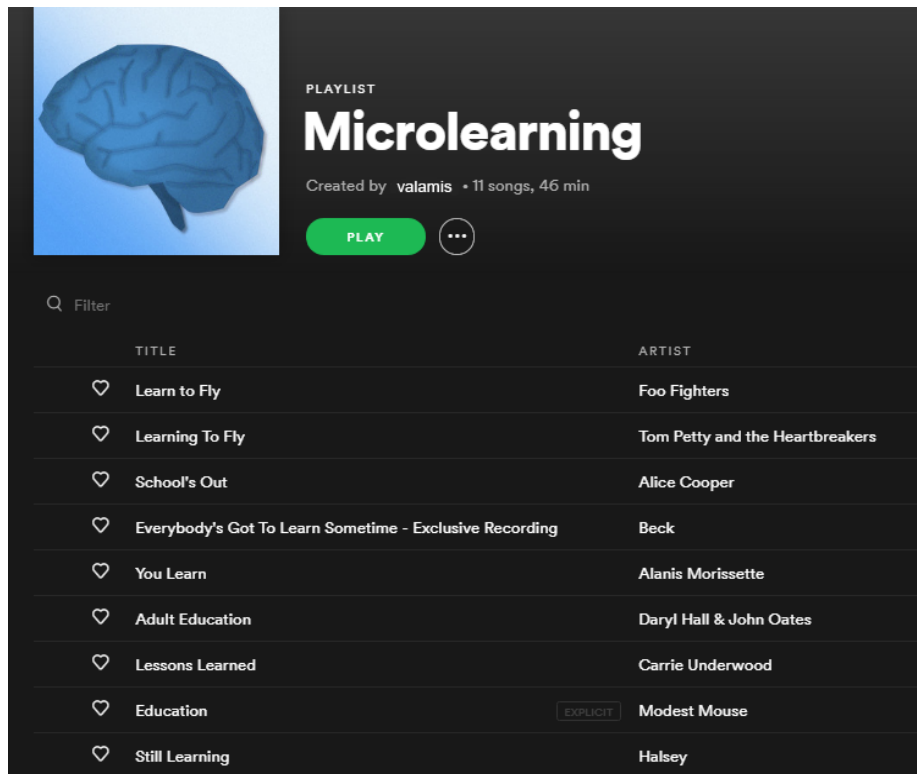 PLAYLIST
Microlearning
Created by valamis • 11 songs, 46 min
PLAY
Filter
TITLE ARTIST
Learn to Fly Foo Fighters
Learning To Fly Tom Petty and the Heartbreakers
School's Out Alice Cooper
Everybody's Got To Learn Sometime - Exclusive Recording Beck
You Learn Alanis Morissette
Adult Education Daryl Hall & John Oates
Lessons Learned Carrie Underwood
Education EXPLICIT Modest Mouse
Still Learning Halsey